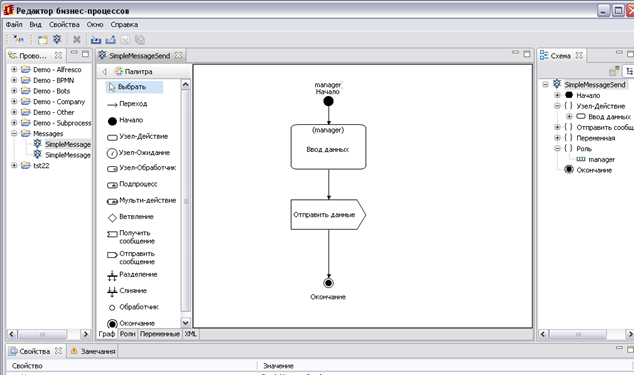 Редактор бизнес-процессов
Файл Вид Свойства Окно Справка
Прово...
Demo - Alfresco
Demo - BPMN
Demo - Bots
Demo - Company
Demo - Other
Demo - Subprocess
Messages
SimpleMessage
SimpleMessage
tst22
SimpleMessageSend
Палитра
Выбрать
Переход
Начало
Узел-Действие
Узел-Ожидание
Узел-Обработчик
Подпроцесс
Мульти-действие
Ветвление
Получить
сообщение
Отправить
сообщение
Разделение
Слияние
Обработчик
Окончание
manager
Начало
(manager)
Ввод данных
Отправить данные
Окончание
Граф Роли Переменные XML
Схема
SimpleMessageSend
Начало
Узел-Действие
Ввод данных
Отправить сообщ
Переменная
Роль
manager
Окончание
Свойства Замечания
Свойство Значение